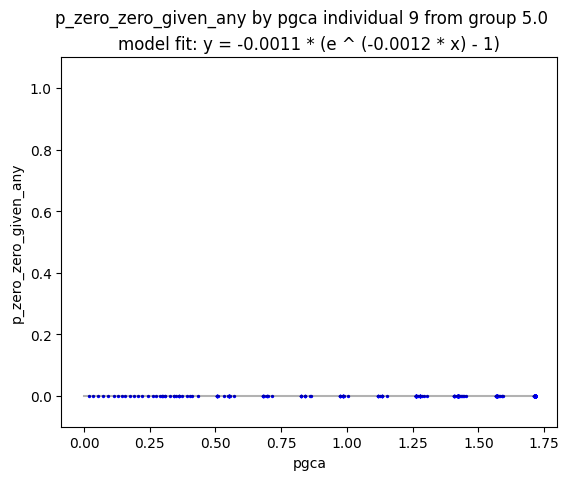 p_zero_zero_given_any by pgca individual 9 from group 5.0
model fit: y = -0.0011 * (e ^ (-0.0012 * x) - 1)
1.0
0.8
0.6
0.4
0.2
0.0
p_zero_zero_given_any
0.00 0.25 0.50 0.75 1.00 1.25 1.50 1.75
pgca